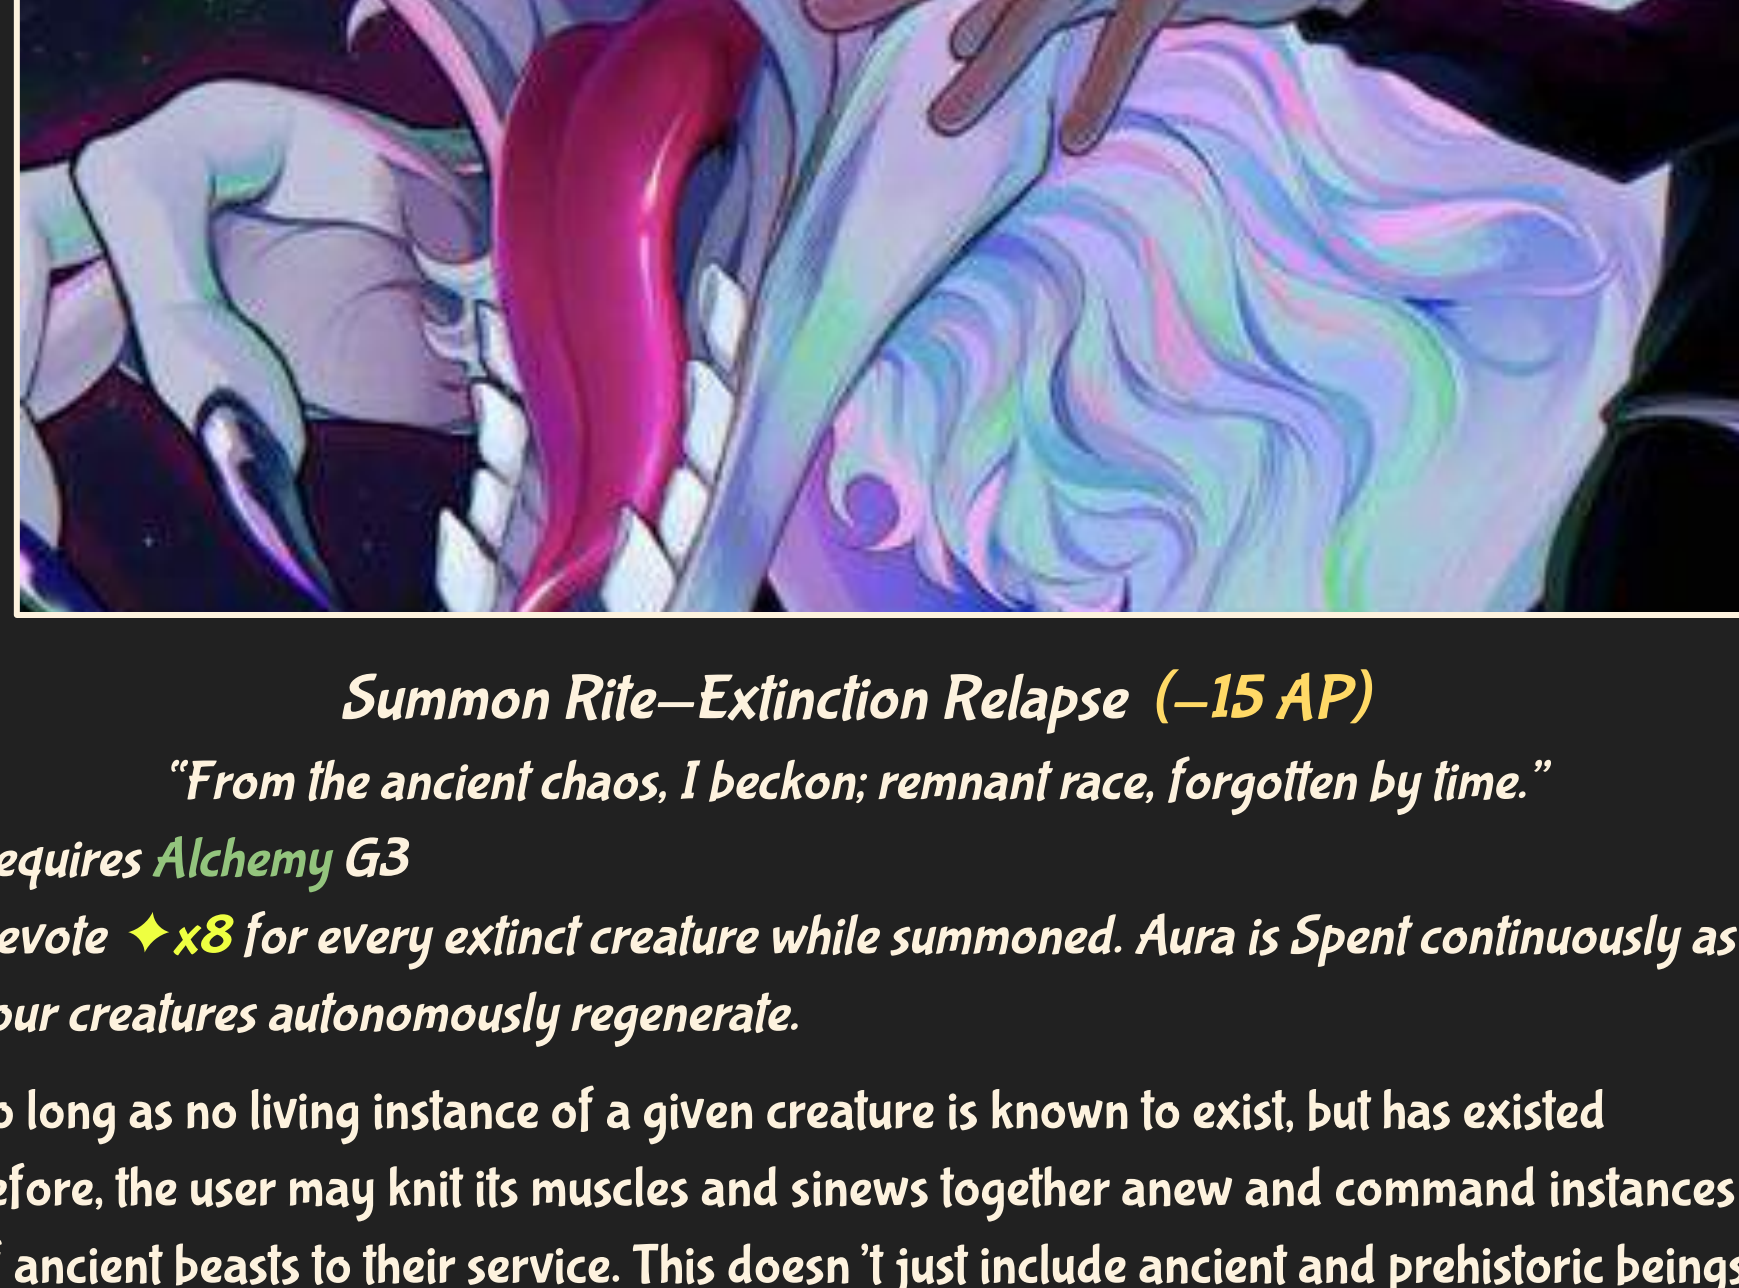 Summon Rite—Extinction Relapse (—15 AP)
“From the ancient chaos, I beckon; remnant race, forgotten by time.”
equires Alchemy G3
evote ✦x8 for every extinct creature while summoned. Aura is Spent continuously as
our creatures autonomously regenerate.
o long as no living instance of a given creature is known to exist, but has existed
efore, the user may knit its muscles and sinews together anew and command instances
f ancient beasts to their service. This doesn't just include ancient and prehistoric beings